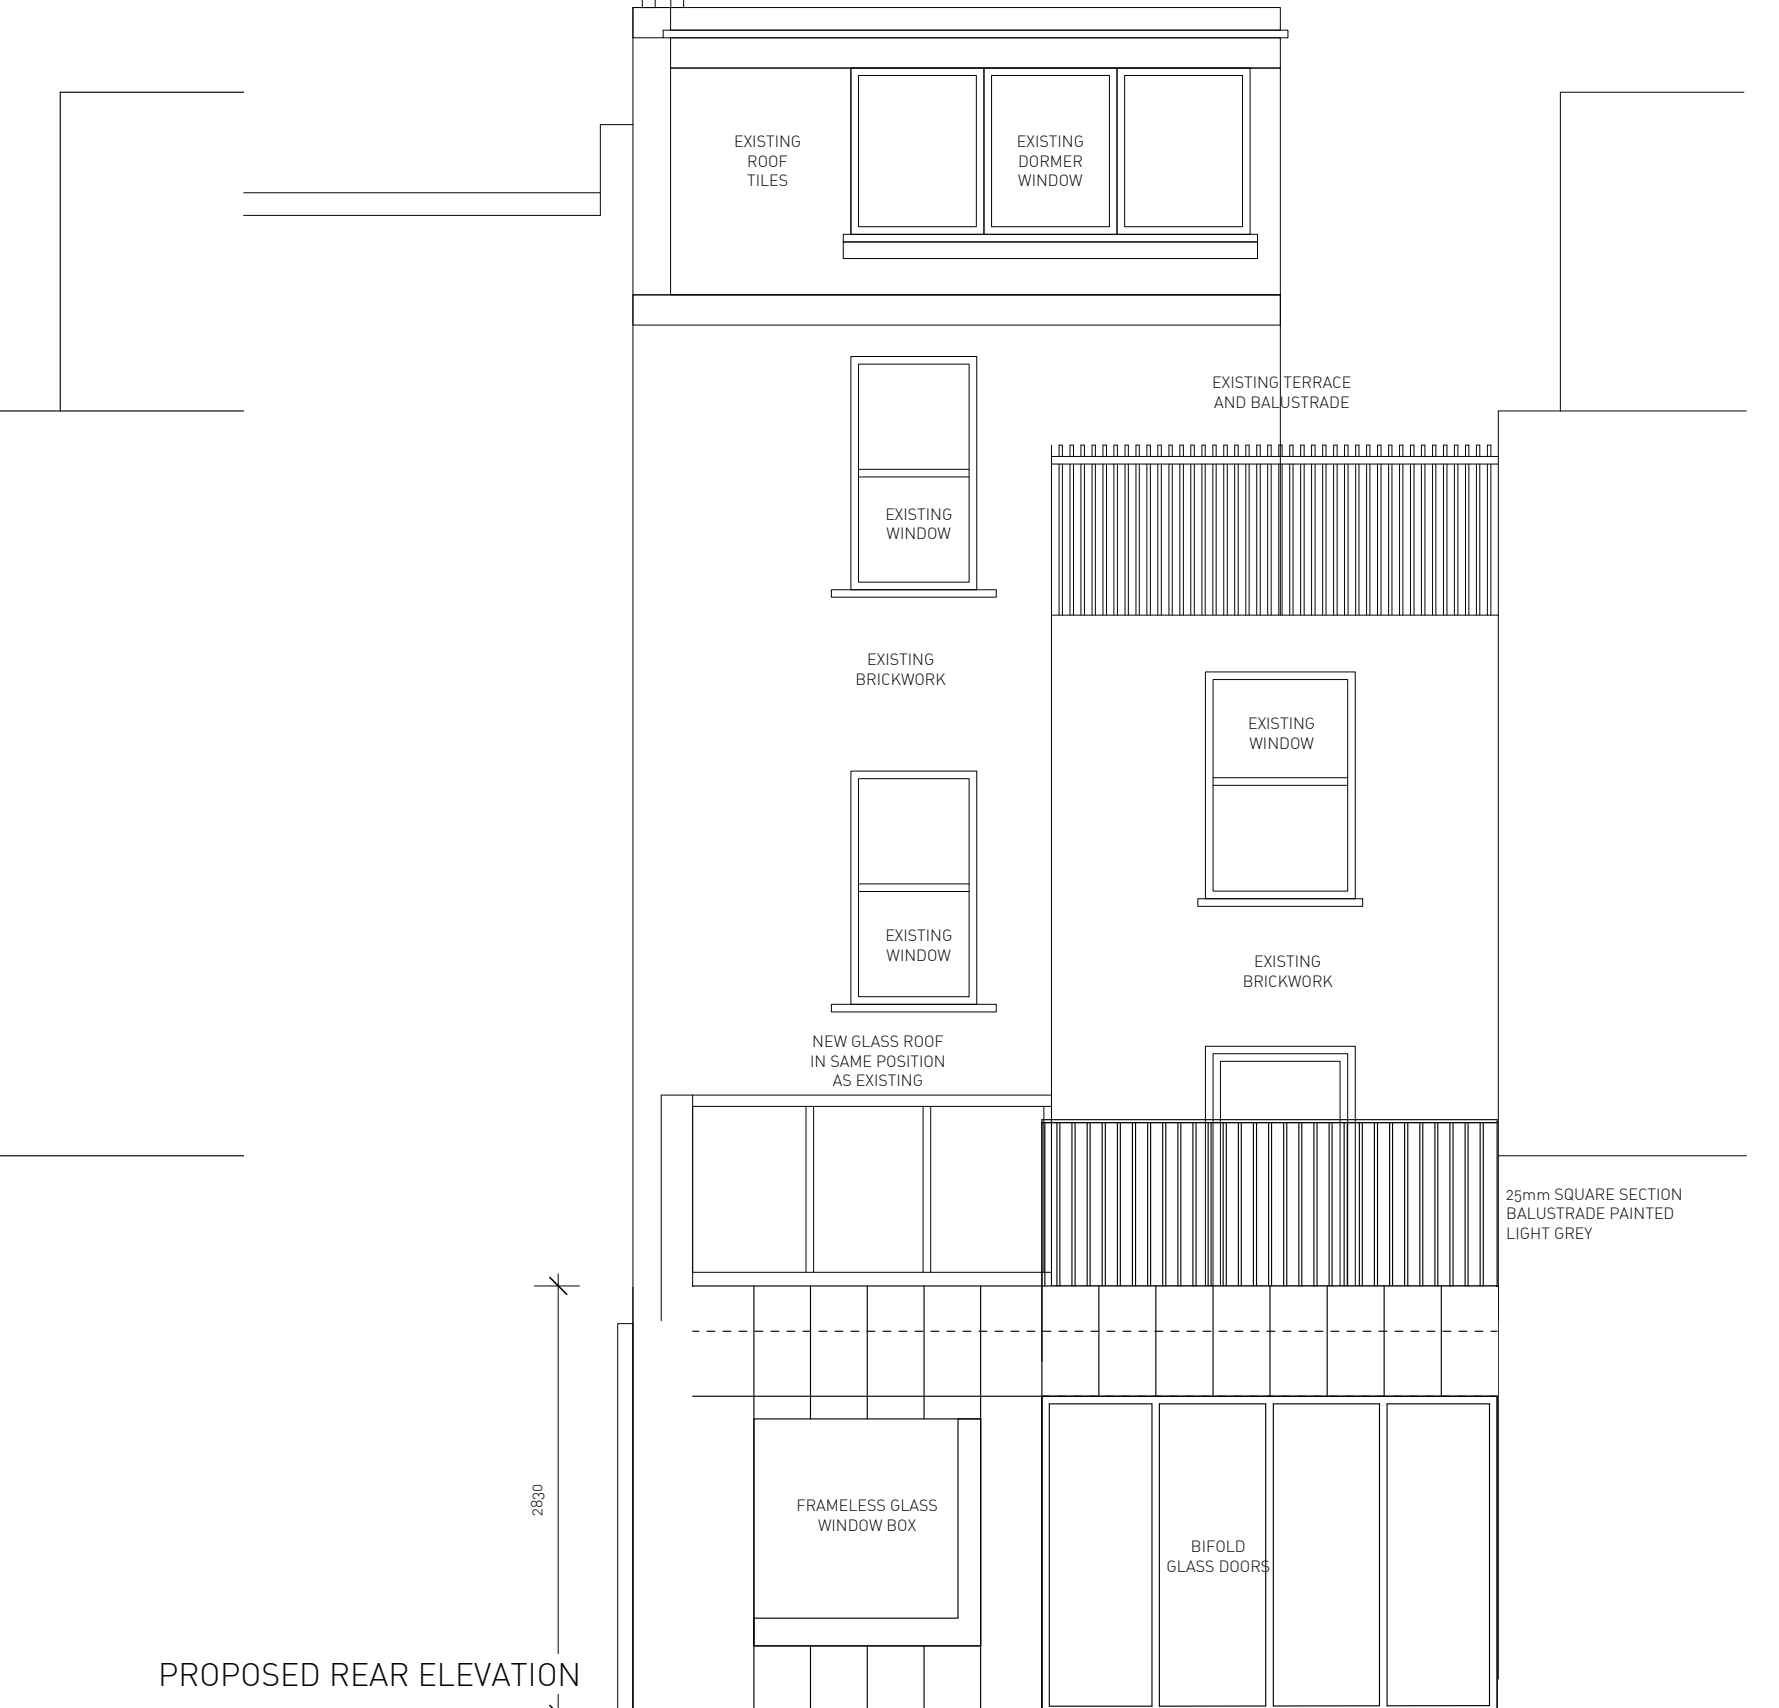 EXISTING
ROOF
TILES
EXISTING
DORMER
WINDOW
EXISTING TERRACE
AND BALUSTRADE
EXISTING
WINDOW
EXISTING
BRICKWORK
EXISTING
WINDOW
EXISTING
WINDOW
EXISTING
BRICKWORK
NEW GLASS ROOF
IN SAME POSITION
AS EXISTING
25mm SQUARE SECTION
BALUSTRADE PAINTED
LIGHT GREY
2830
FRAMELESS GLASS
WINDOW BOX
BIFOLD
GLASS DOORS
PROPOSED REAR ELEVATION